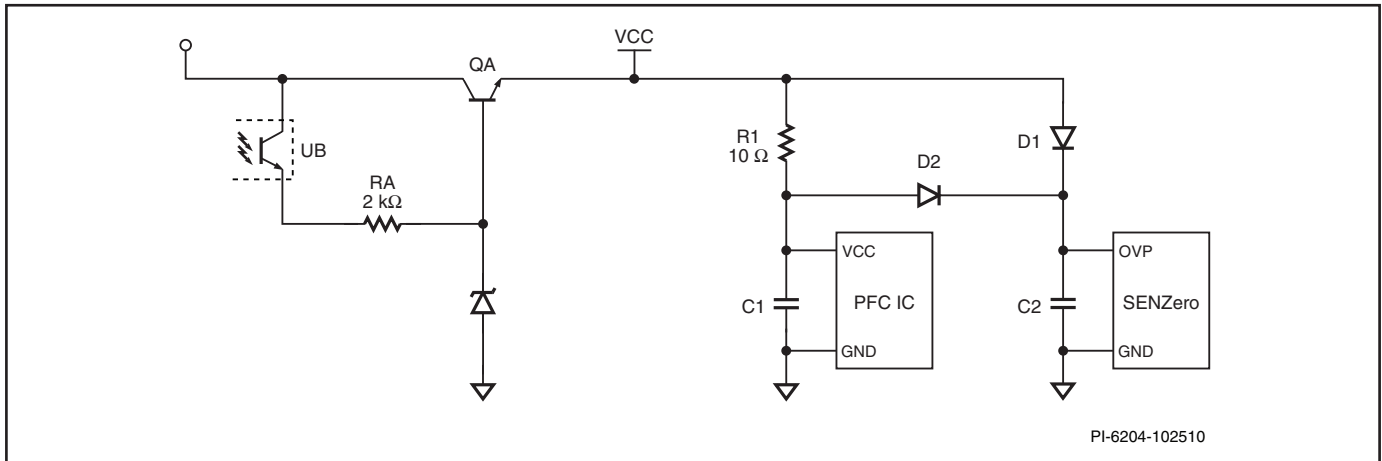 VCC
QA
UB
RA
2 kΩ
R1
10 Ω
D2
D1
VCC
PFC IC
GND
C1
OVP
SENZero
GND
C2
PI-6204-102510